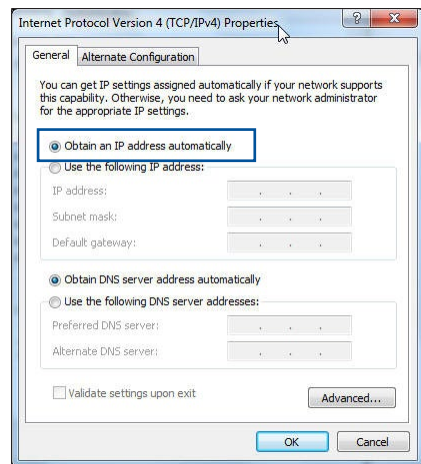 Internet Protocol Version 4 (TCP/IPv4) Properties
?
General
Alternate Configuration
You can get IP settings assigned automatically if your network supports
this capability. Otherwise, you need to ask your network administrator
for the appropriate IP settings.
Obtain an IP address automatically
Use the following IP address:
IP address:
Subnet mask:
Default gateway:
Obtain DNS server address automatically
Use the following DNS server addresses:
Preferred DNS server:
Alternate DNS server:
Validate settings upon exit
Advanced...
OK
Cancel